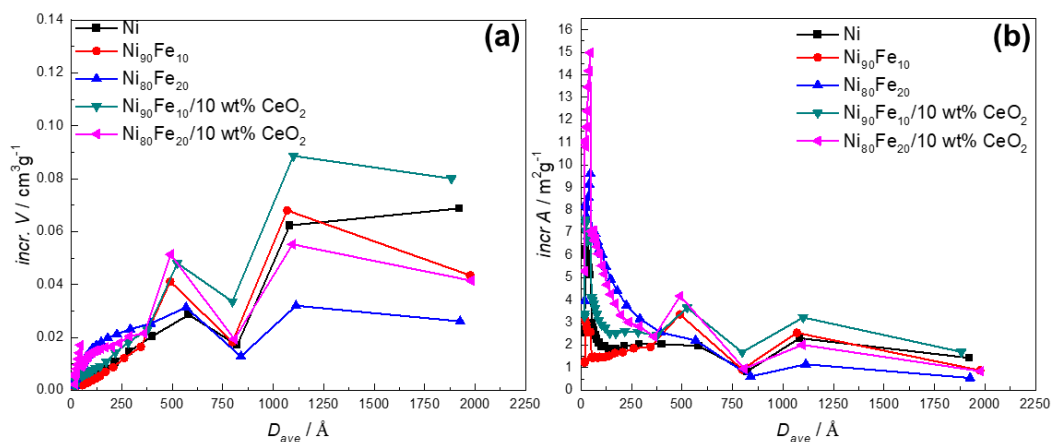 (a)
0.14
0.12
0.10
0.08
0.06
0.04
0.02
0.00
incr. V / cm³g⁻¹
Ni
Ni₉₀Fe₁₀
Ni₈₀Fe₂₀
Ni₉₀Fe₁₀/10 wt% CeO₂
Ni₈₀Fe₂₀/10 wt% CeO₂
0 250 500 750 1000 1250 1500 1750 2000 2250
D_ave / Å
(b)
16
15
14
13
12
11
10
9
8
7
6
5
4
3
2
1
0
incr A / m²g⁻¹
Ni
Ni₉₀Fe₁₀
Ni₈₀Fe₂₀
Ni₉₀Fe₁₀/10 wt% CeO₂
Ni₈₀Fe₂₀/10 wt% CeO₂
0 250 500 750 1000 1250 1500 1750 2000 2250
D_ave / Å